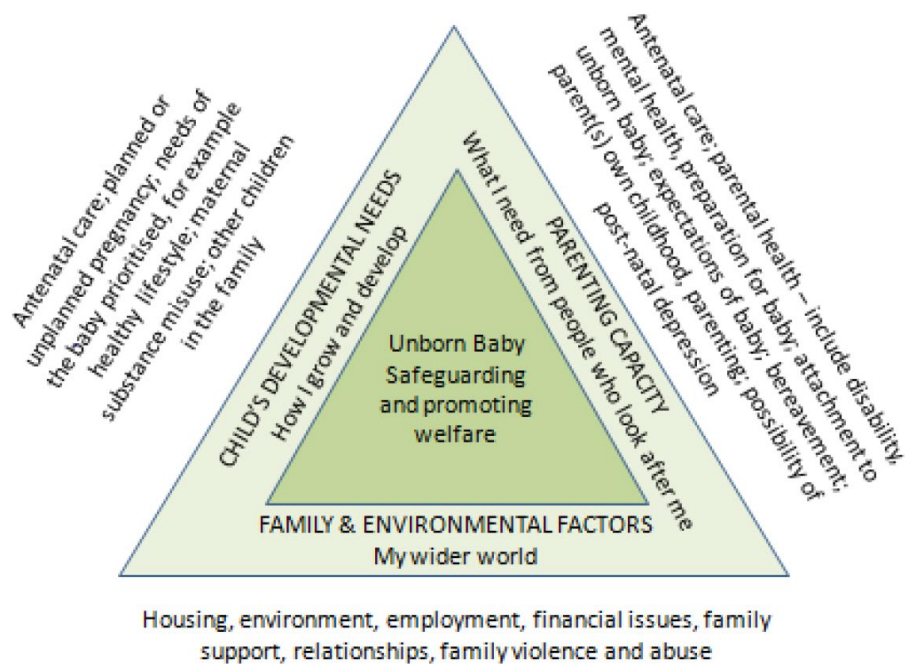 Antenatal care; planned or
unplanned pregnancy; needs of
the baby prioritised, for example
healthy lifestyle; maternal
substance misuse; other children
in the family
CHILD'S DEVELOPMENTAL NEEDS
How I grow and develop
Antenatal care; parental health – include disability,
mental health, preparation for baby; attachment to
unborn baby; expectations of baby; bereavement;
parent(s) own childhood, parenting; possibility of
post-natal depression
PARENTING CAPACITY
What I need from people who look after me
Unborn Baby
Safeguarding
and promoting
welfare
FAMILY & ENVIRONMENTAL FACTORS
My wider world
Housing, environment, employment, financial issues, family
support, relationships, family violence and abuse